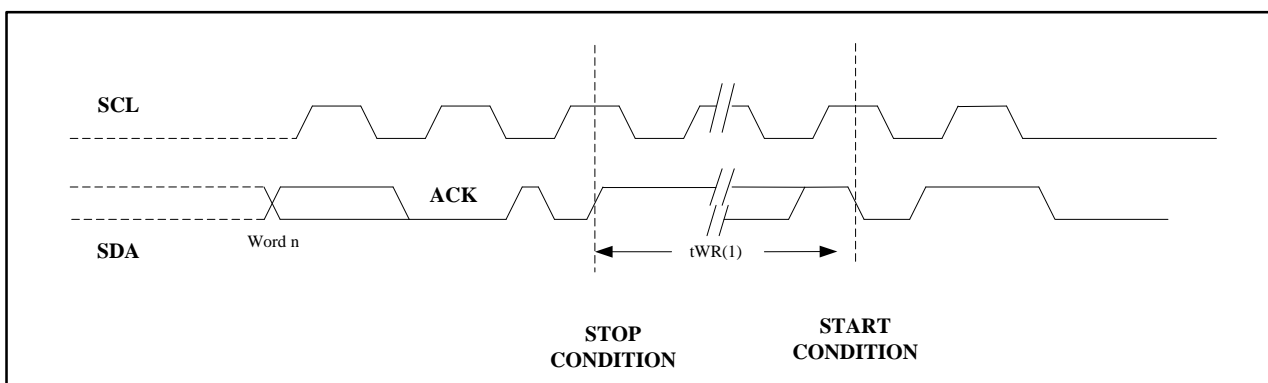 SCL
ACK
Word n
SDA
tWR(1)
STOP
CONDITION
START
CONDITION